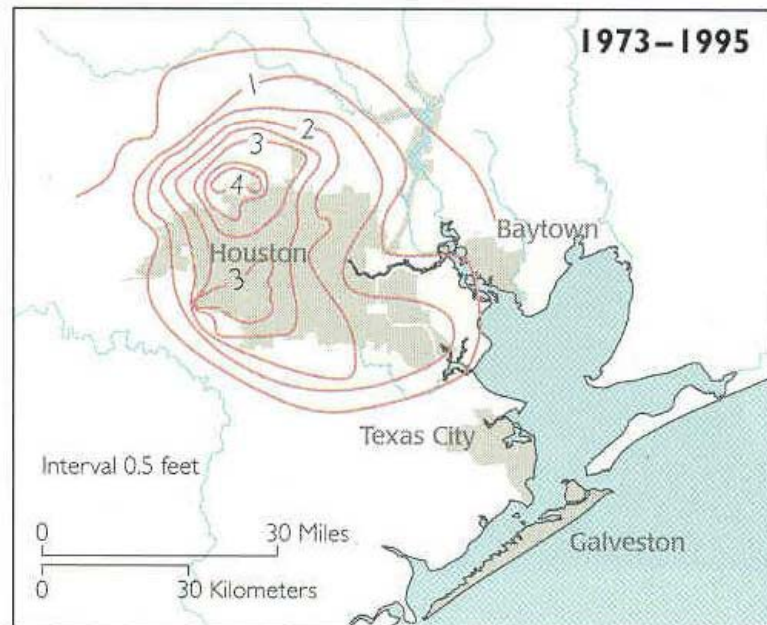 1973–1995
1
2
3
4
Baytown
Houston
3
Texas City
Interval 0.5 feet
0 30 Miles
Galveston
0 30 Kilometers